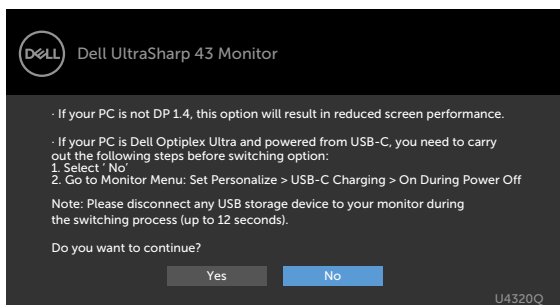 DELL
Dell UltraSharp 43 Monitor
· If your PC is not DP 1.4, this option will result in reduced screen performance.
· If your PC is Dell Optiplex Ultra and powered from USB-C, you need to carry
out the following steps before switching option:
1. Select ‘ No’
2. Go to Monitor Menu: Set Personalize > USB-C Charging > On During Power Off
Note: Please disconnect any USB storage device to your monitor during
the switching process (up to 12 seconds).
Do you want to continue?
Yes No
U4320Q